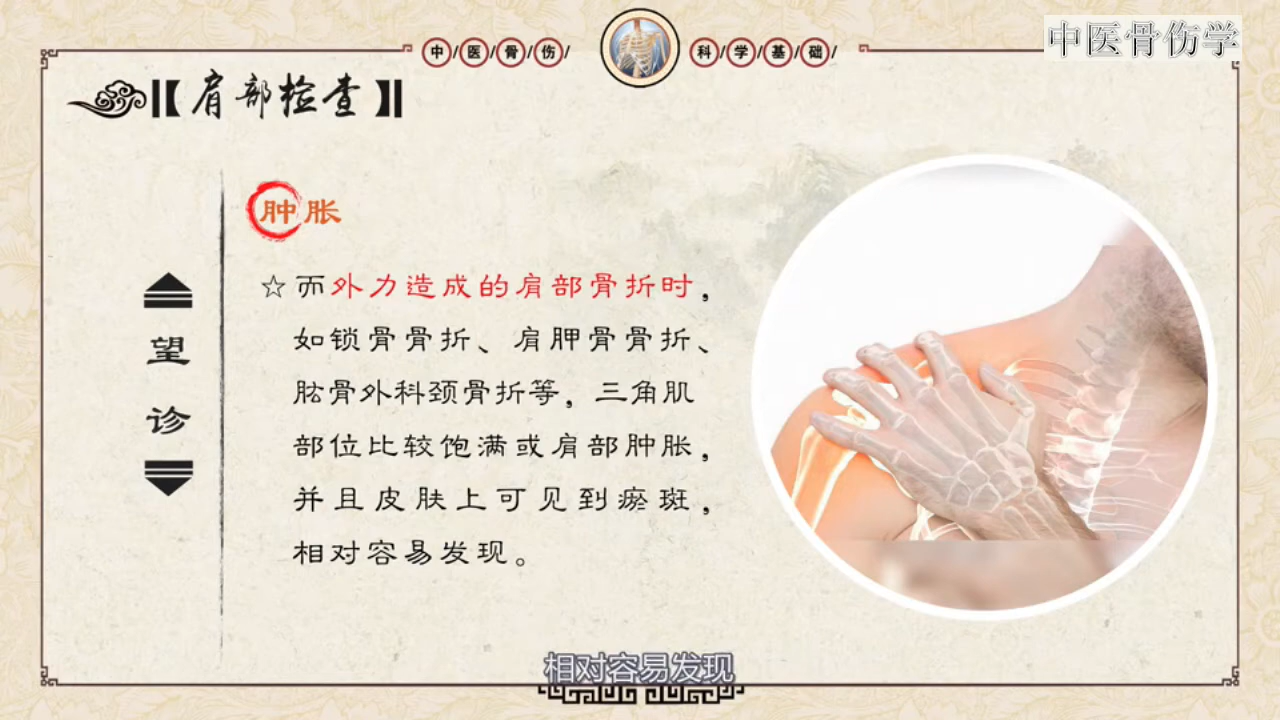 中/医/骨/伤/
科/学/基/础/
中医骨伤学
【肩部检查】
肿胀
☆而外力造成的肩部骨折时，
如锁骨骨折、肩胛骨骨折、
肱骨外科颈骨折等，三角肌
部位比较饱满或肩部肿胀，
并且皮肤上可见到瘀斑，
相对容易发现。
望
诊
相对容易发现